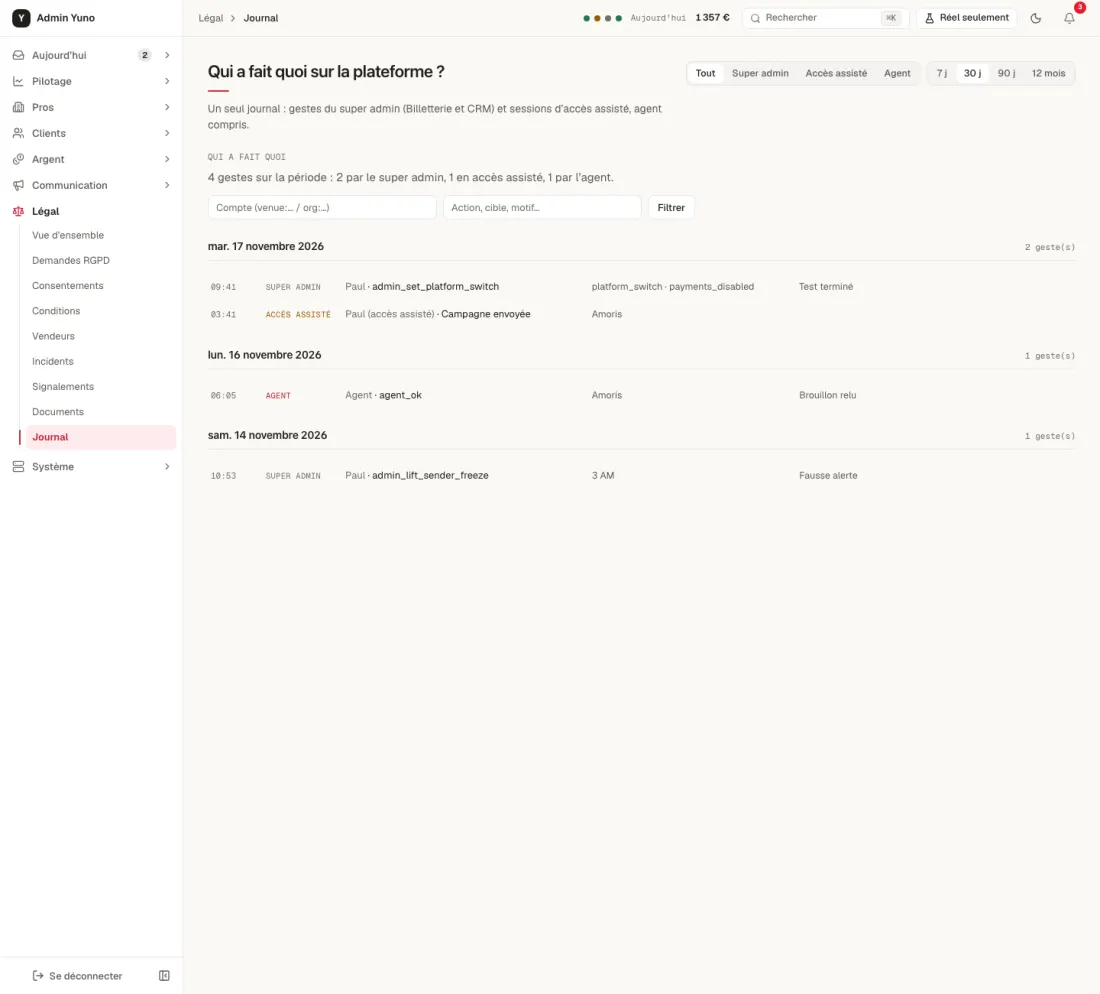 Y Admin Yuno
Légal > Journal
Aujourd'hui 1 357 €
Rechercher ⌘K
Réel seulement
3
Aujourd'hui 2
Pilotage
Pros
Clients
Argent
Communication
Légal
Vue d'ensemble
Demandes RGPD
Consentements
Conditions
Vendeurs
Incidents
Signalements
Documents
Journal
Système
Se déconnecter
Qui a fait quoi sur la plateforme ?
Tout Super admin Accès assisté Agent
7 j 30 j 90 j 12 mois
Un seul journal : gestes du super admin (Billetterie et CRM) et sessions d'accès assisté, agent
compris.
QUI A FAIT QUOI
4 gestes sur la période : 2 par le super admin, 1 en accès assisté, 1 par l'agent.
Compte (venue:… / org:…) Action, cible, motif… Filtrer
mar. 17 novembre 2026 2 geste(s)
09:41 SUPER ADMIN Paul · admin_set_platform_switch platform_switch · payments_disabled Test terminé
03:41 ACCÈS ASSISTÉ Paul (accès assisté) · Campagne envoyée Amoris
lun. 16 novembre 2026 1 geste(s)
06:05 AGENT Agent · agent_ok Amoris Brouillon relu
sam. 14 novembre 2026 1 geste(s)
10:53 SUPER ADMIN Paul · admin_lift_sender_freeze 3 AM Fausse alerte